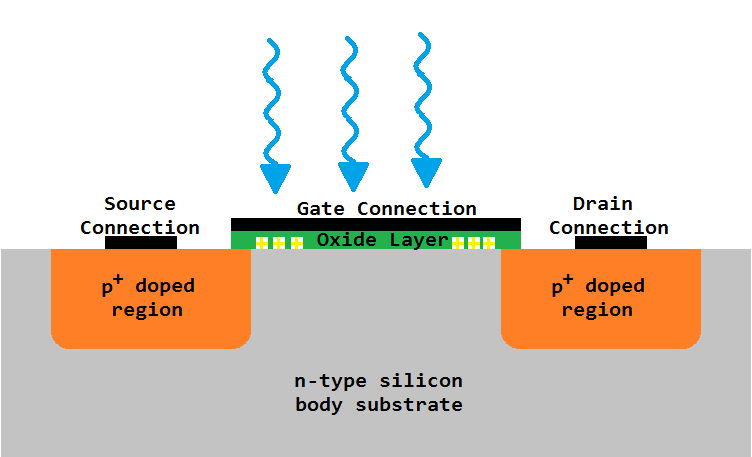 Source
Connection
Gate Connection
Drain
Connection
Oxide Layer
p+ doped
region
p+ doped
region
n-type silicon
body substrate